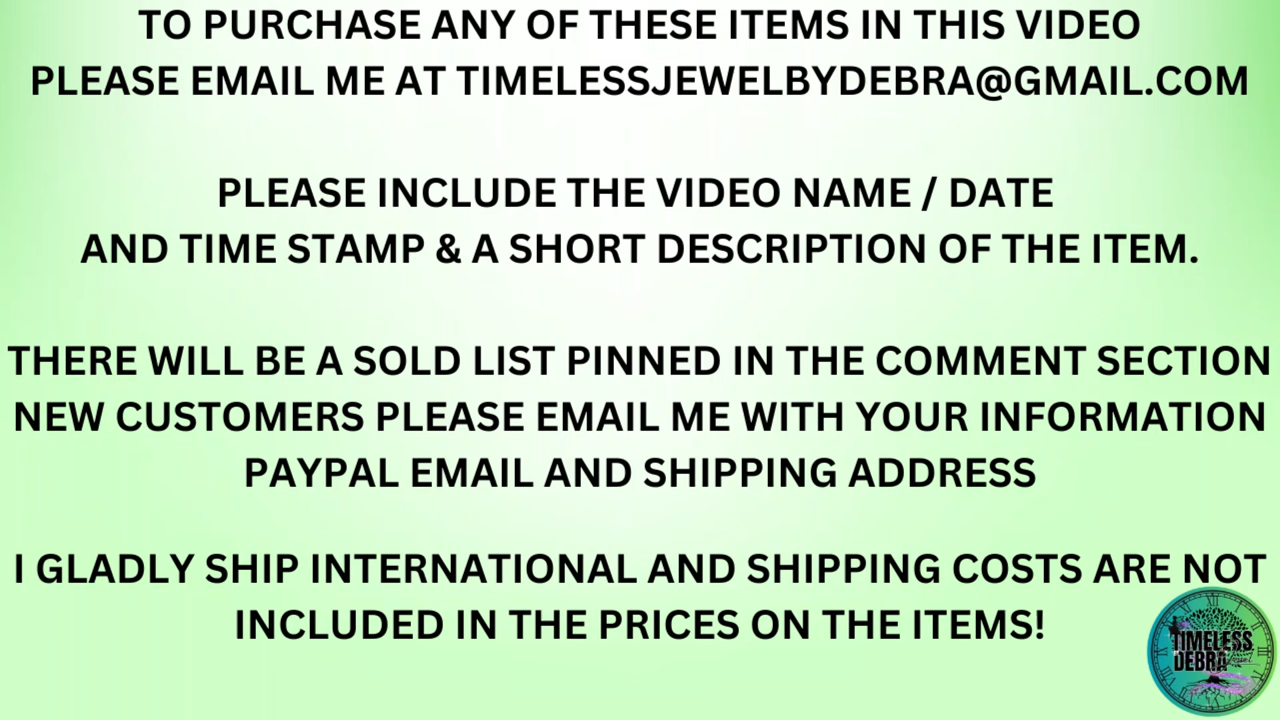 TO PURCHASE ANY OF THESE ITEMS IN THIS VIDEO
PLEASE EMAIL ME AT TIMELESSJEWELBYDEBRA@GMAIL.COM
PLEASE INCLUDE THE VIDEO NAME / DATE
AND TIME STAMP & A SHORT DESCRIPTION OF THE ITEM.
THERE WILL BE A SOLD LIST PINNED IN THE COMMENT SECTION
NEW CUSTOMERS PLEASE EMAIL ME WITH YOUR INFORMATION
PAYPAL EMAIL AND SHIPPING ADDRESS
I GLADLY SHIP INTERNATIONAL AND SHIPPING COSTS ARE NOT
INCLUDED IN THE PRICES ON THE ITEMS!
TIMELESS
DEBRA